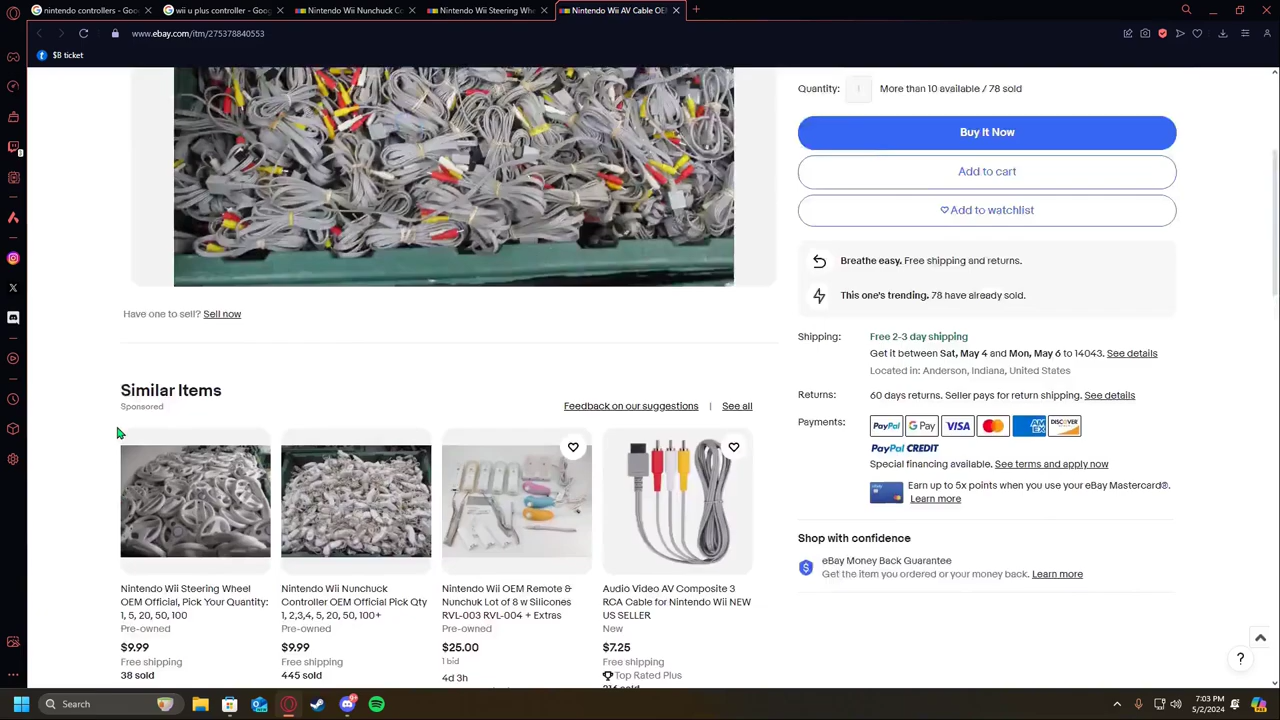 nintendo controllers - Goo
wii u plus controller - Goog
Nintendo Wii Nunchuck Co
Nintendo Wii Steering Whe
Nintendo Wii AV Cable OE
www.ebay.com/itm/275378840553
$B ticket
Quantity:
1
More than 10 available / 78 sold
Buy It Now
Add to cart
Add to watchlist
Breathe easy. Free shipping and returns.
This one's trending. 78 have already sold.
Have one to sell? Sell now
Shipping:
Free 2-3 day shipping
Get it between Sat, May 4 and Mon, May 6 to 14043. See details
Located in: Anderson, Indiana, United States
Returns:
60 days returns. Seller pays for return shipping. See details
Payments:
PayPal G Pay VISA AMEX DISCOVER
PayPal CREDIT
Special financing available. See terms and apply now
Earn up to 5x points when you use your eBay Mastercard®.
Learn more
Shop with confidence
eBay Money Back Guarantee
Get the item you ordered or your money back. Learn more
Similar Items
Sponsored
Feedback on our suggestions | See all
Nintendo Wii Steering Wheel
OEM Official, Pick Your Quantity:
1, 5, 20, 50, 100
Pre-owned
$9.99
Free shipping
38 sold
Nintendo Wii Nunchuck
Controller OEM Official Pick Qty
1, 2,3,4, 5, 20, 50, 100+
Pre-owned
$9.99
Free shipping
445 sold
Nintendo Wii OEM Remote &
Nunchuk Lot of 8 w Silicones
RVL-003 RVL-004 + Extras
Pre-owned
$25.00
1 bid
4d 3h
Audio Video AV Composite 3
RCA Cable for Nintendo Wii NEW
US SELLER
New
$7.25
Free shipping
Top Rated Plus
216 sold
?
Search
7:03 PM
5/2/2024